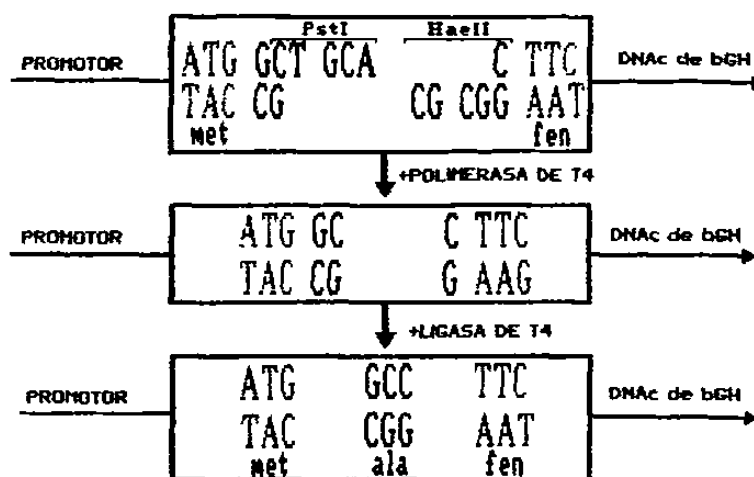 PstI HaeII
PROMOTOR ATG GCT GCA C TTC DNAc de bGH
TAC CG CG CGG AAT
met fen
+POLIMERASA DE T4
PROMOTOR ATG GC C TTC DNAc de bGH
TAC CG G AAG
+LIGASA DE T4
PROMOTOR ATG GCC TTC DNAc de bGH
TAC CGG AAT
met ala fen